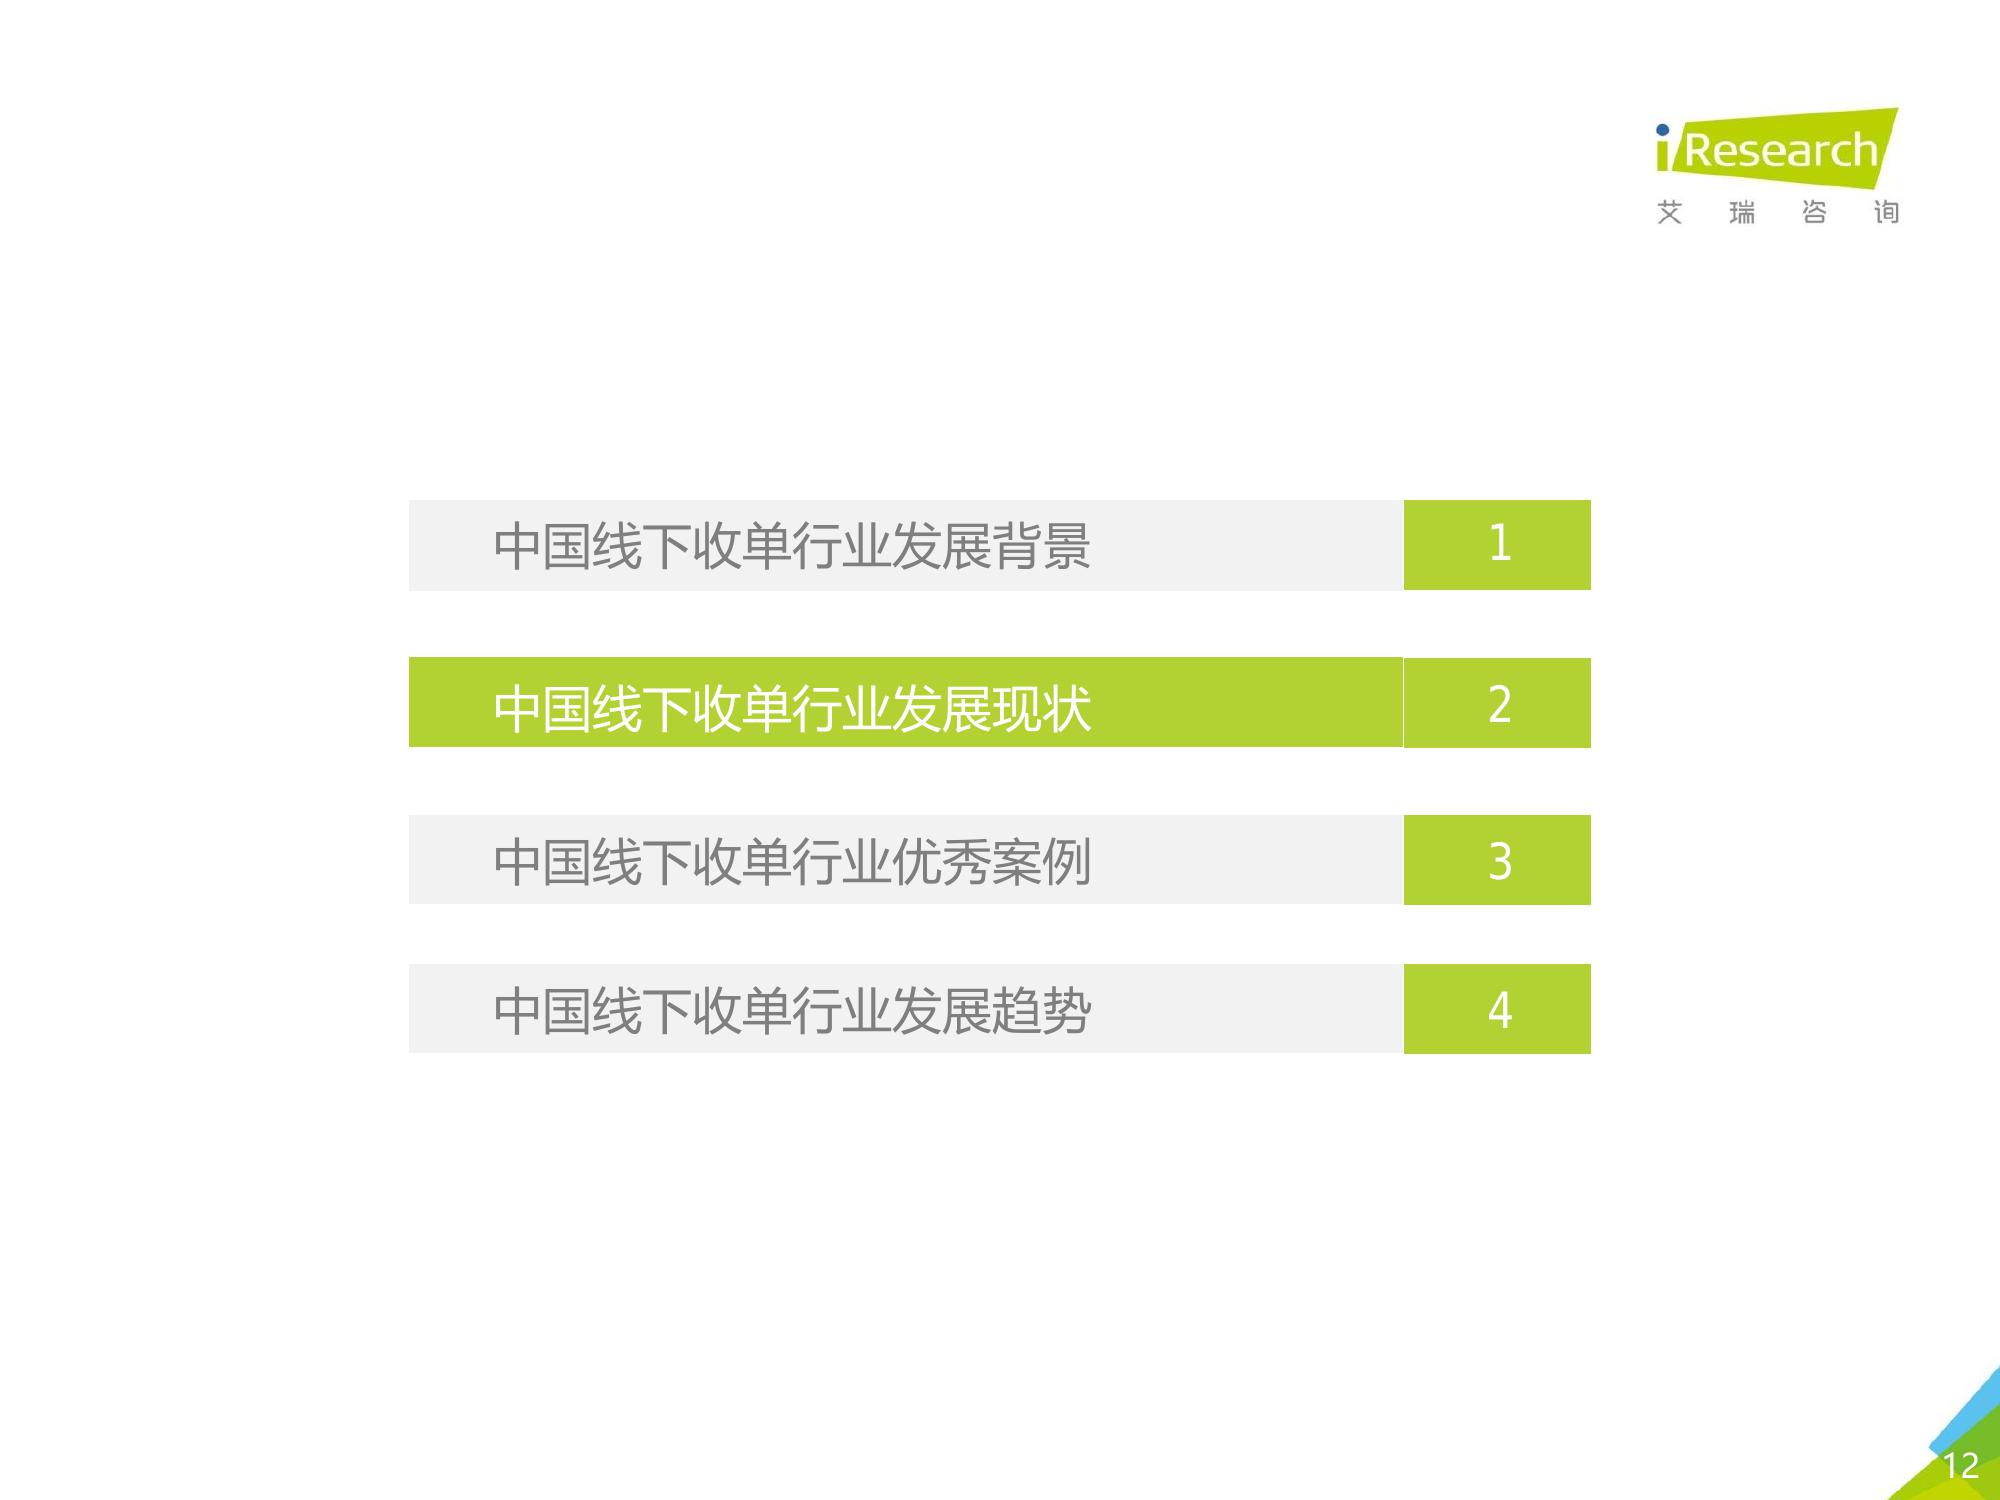 iResearch
艾瑞咨询
中国线下收单行业发展背景 1
中国线下收单行业发展现状 2
中国线下收单行业优秀案例 3
中国线下收单行业发展趋势 4
12